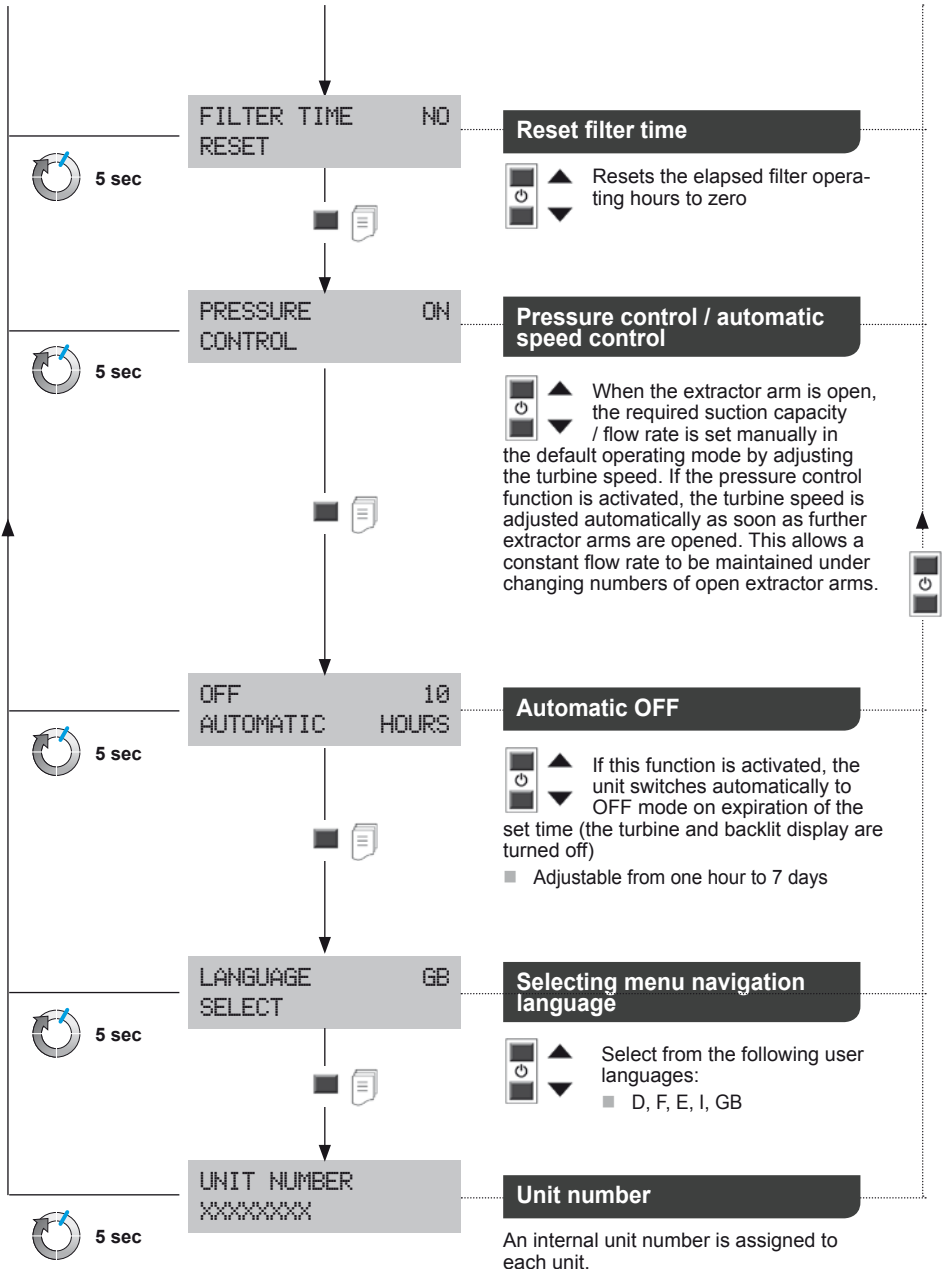 FILTER TIME NO
RESET
5 sec
Reset filter time
Resets the elapsed filter opera-
ting hours to zero
PRESSURE ON
CONTROL
5 sec
Pressure control / automatic
speed control
When the extractor arm is open,
the required suction capacity
/ flow rate is set manually in
the default operating mode by adjusting
the turbine speed. If the pressure control
function is activated, the turbine speed is
adjusted automatically as soon as further
extractor arms are opened. This allows a
constant flow rate to be maintained under
changing numbers of open extractor arms.
OFF 10
AUTOMATIC HOURS
5 sec
Automatic OFF
If this function is activated, the
unit switches automatically to
OFF mode on expiration of the
set time (the turbine and backlit display are
turned off)
Adjustable from one hour to 7 days
LANGUAGE GB
SELECT
5 sec
Selecting menu navigation
language
Select from the following user
languages:
D, F, E, I, GB
UNIT NUMBER
XXXXXXXX
5 sec
Unit number
An internal unit number is assigned to
each unit.